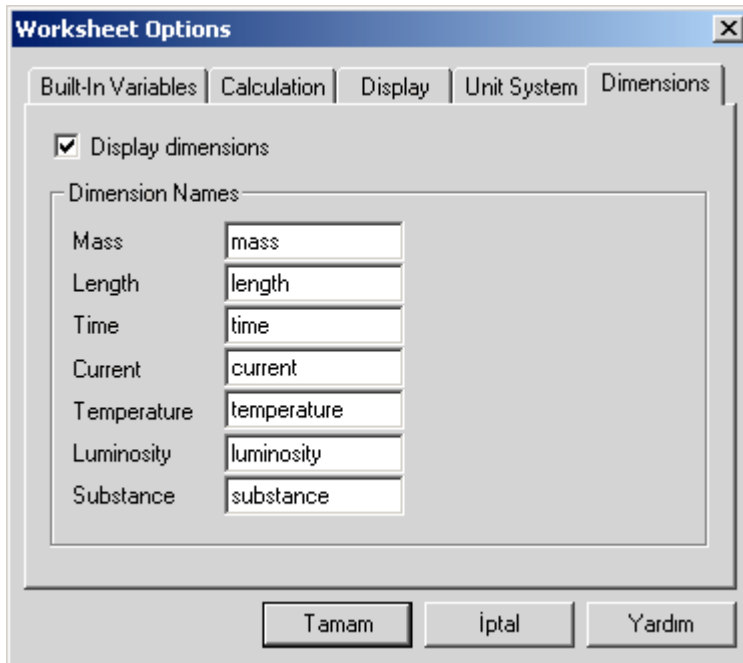 Worksheet Options
Built-In Variables Calculation Display Unit System Dimensions
Display dimensions
Dimension Names
Mass mass
Length length
Time time
Current current
Temperature temperature
Luminosity luminosity
Substance substance
Tamam İptal Yardım